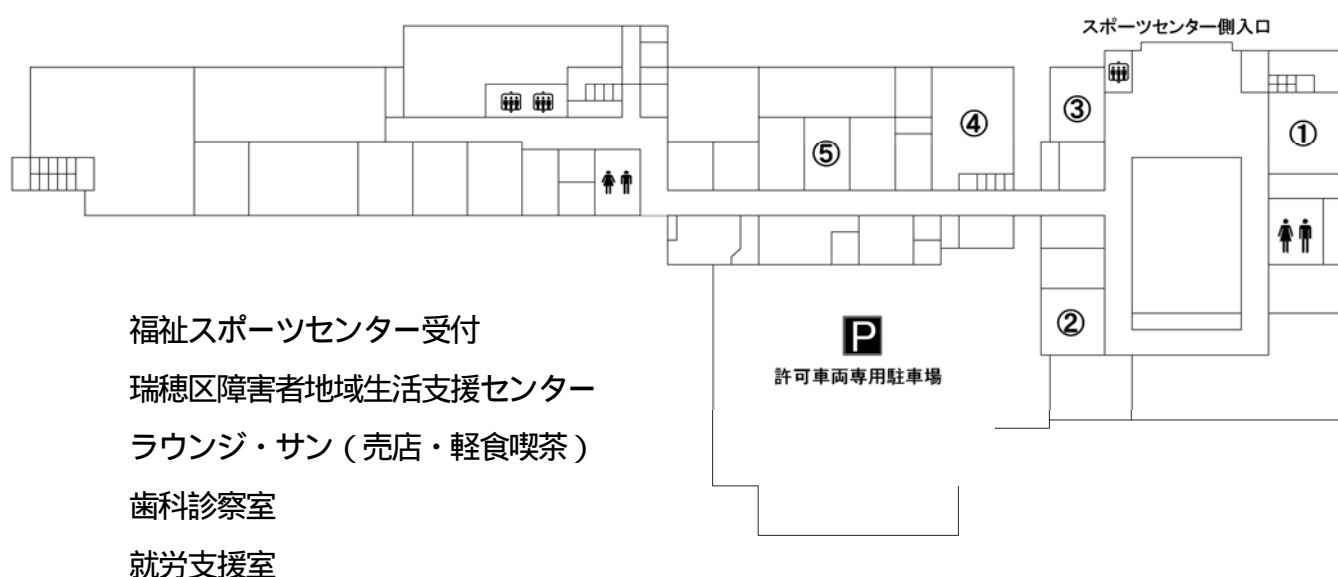 スポーツセンター側入口
③
①
④
⑤
②
P
許可車両専用駐車場
福祉スポーツセンター受付
瑞穂区障害者地域生活支援センター
ラウンジ・サン（売店・軽食喫茶）
歯科診察室
就労支援室